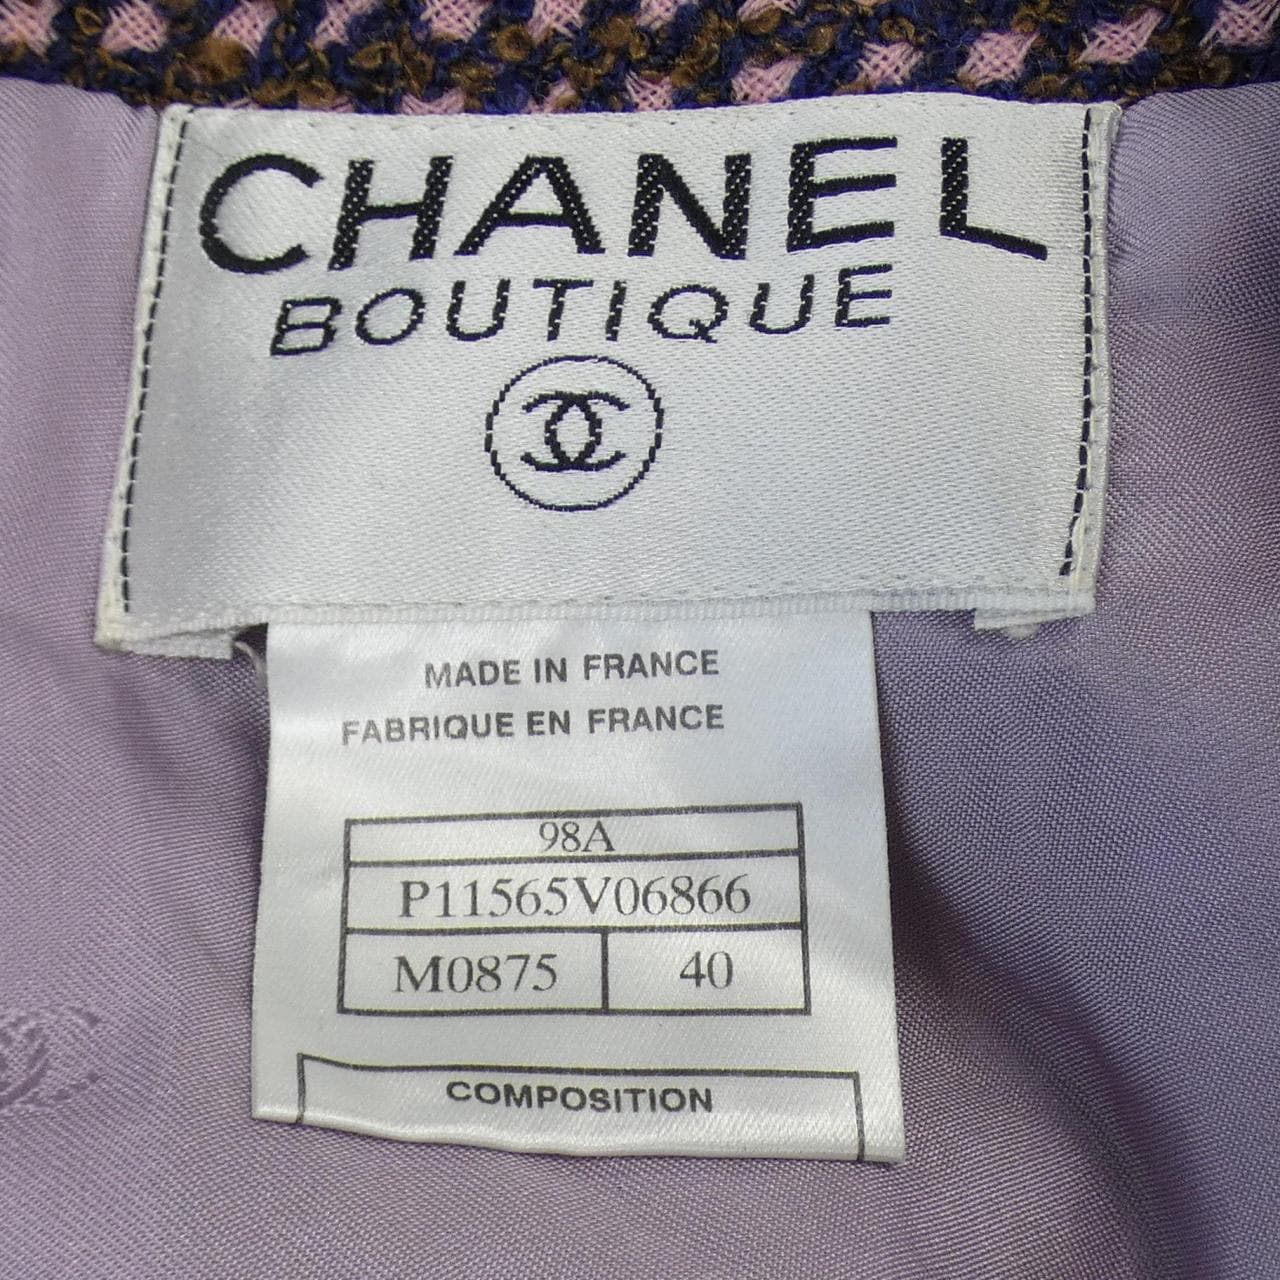 CHANEL
BOUTIQUE
MADE IN FRANCE
FABRIQUE EN FRANCE
98A
P11565V06866
M0875 40
COMPOSITION